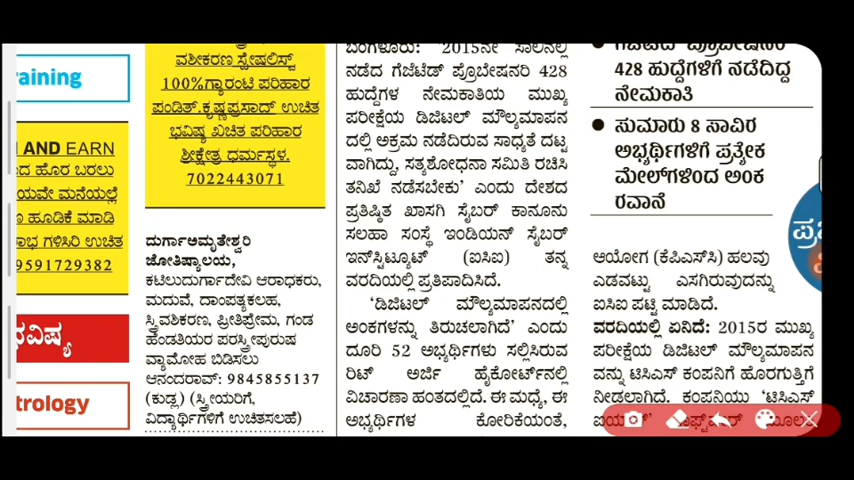 raining
AND EARN
ದ ಹೊರ ಬರಲು
ಯವೇ ಮನೆಯಲ್ಲೆ
ಹೂಡಿಕೆ ಮಾಡಿ
ಭ ಗಳಿಸಿರಿ ಉಚಿತ
9591729382
ವಿಷ್ಯ
trology
ವಶೀಕರಣ ಸ್ಪೇಷಲಿಸ್ಟ್
100%ಗ್ಯಾರಂಟಿ ಪರಿಹಾರ
ಪಂಡಿತ್.ಕೃಷ್ಣಪ್ರಸಾದ್ ಉಚಿತ
ಭವಿಷ್ಯ ಖಚಿತ ಪರಿಹಾರ
ಶ್ರೀಕ್ಷೇತ್ರ ಧರ್ಮಸ್ಥಳ.
7022443071
ದುರ್ಗಾಅಮೃತೇಶ್ವರಿ
ಜೋತಿಷ್ಯಾಲಯ,
ಕಟಿಲುದುರ್ಗಾದೇವಿ ಆರಾಧಕರು,
ಮದುವೆ, ದಾಂಪತ್ಯಕಲಹ,
ಸ್ತ್ರಿವಶಿಕರಣ, ಪ್ರೀತಿಪ್ರೇಮ, ಗಂಡ
ಹೆಂಡತಿಯರ ಪರಸ್ತ್ರೀಪುರುಷ
ವ್ಯಾಮೋಹ ಬಿಡಿಸಲು
ಆನಂದರಾವ್: 9845855137
(ಕುಡ್ಲ) (ಸ್ತ್ರೀಯರಿಗೆ,
ವಿದ್ಯಾರ್ಥಿಗಳಿಗೆ ಉಚಿತಸಲಹೆ)
ಬೆಂಗಳೂರು: '2015ನೇ ಸಾಲಿನಲ್ಲಿ
ನಡೆದ ಗೆಜೆಟೆಡ್ ಪ್ರೊಬೇಷನರಿ 428
ಹುದ್ದೆಗಳ ನೇಮಕಾತಿಯ ಮುಖ್ಯ
ಪರೀಕ್ಷೆಯ ಡಿಜಿಟಲ್ ಮೌಲ್ಯಮಾಪನ
ದಲ್ಲಿ ಅಕ್ರಮ ನಡೆದಿರುವ ಸಾಧ್ಯತೆ ದಟ್ಟ
ವಾಗಿದ್ದು, ಸತ್ಯಶೋಧನಾ ಸಮಿತಿ ರಚಿಸಿ
ತನಿಖೆ ನಡೆಸಬೇಕು' ಎಂದು ದೇಶದ
ಪ್ರತಿಷ್ಠಿತ ಖಾಸಗಿ ಸೈಬರ್ ಕಾನೂನು
ಸಲಹಾ ಸಂಸ್ಥೆ ಇಂಡಿಯನ್ ಸೈಬರ್
ಇನ್‌ಸ್ಟಿಟ್ಯೂಟ್ (ಐಸಿಐ) ತನ್ನ
ವರದಿಯಲ್ಲಿ ಪ್ರತಿಪಾದಿಸಿದೆ.
'ಡಿಜಿಟಲ್ ಮೌಲ್ಯಮಾಪನದಲ್ಲಿ
ಅಂಕಗಳನ್ನು ತಿರುಚಲಾಗಿದೆ' ಎಂದು
ದೂರಿ 52 ಅಭ್ಯರ್ಥಿಗಳು ಸಲ್ಲಿಸಿರುವ
ರಿಟ್ ಅರ್ಜಿ ಹೈಕೋರ್ಟ್‌ನಲ್ಲಿ
ವಿಚಾರಣಾ ಹಂತದಲ್ಲಿದೆ. ಈ ಮಧ್ಯೆ, ಈ
ಅಭ್ಯರ್ಥಿಗಳ ಕೋರಿಕೆಯಂತೆ,
ಗೆಜೆಟೆಡ್ ಪ್ರೊಬೇಷನರಿ
428 ಹುದ್ದೆಗಳಿಗೆ ನಡೆದಿದ್ದ
ನೇಮಕಾತಿ
● ಸುಮಾರು 8 ಸಾವಿರ
ಅಭ್ಯರ್ಥಿಗಳಿಗೆ ಪ್ರತ್ಯೇಕ
ಮೇಲ್‌ಗಳಿಂದ ಅಂಕ
ರವಾನೆ
ಆಯೋಗ (ಕೆಪಿಎಸ್‌ಸಿ) ಹಲವು
ಎಡವಟ್ಟು ಎಸಗಿರುವುದನ್ನು
ಐಸಿಐ ಪಟ್ಟಿ ಮಾಡಿದೆ.
ವರದಿಯಲ್ಲಿ ಏನಿದೆ: 2015ರ ಮುಖ್ಯ
ಪರೀಕ್ಷೆಯ ಡಿಜಿಟಲ್ ಮೌಲ್ಯಮಾಪನ
ವನ್ನು ಟಿಸಿಎಸ್ ಕಂಪನಿಗೆ ಹೊರಗುತ್ತಿಗೆ
ನೀಡಲಾಗಿದೆ. ಕಂಪನಿಯು 'ಟಿಸಿಎಸ್